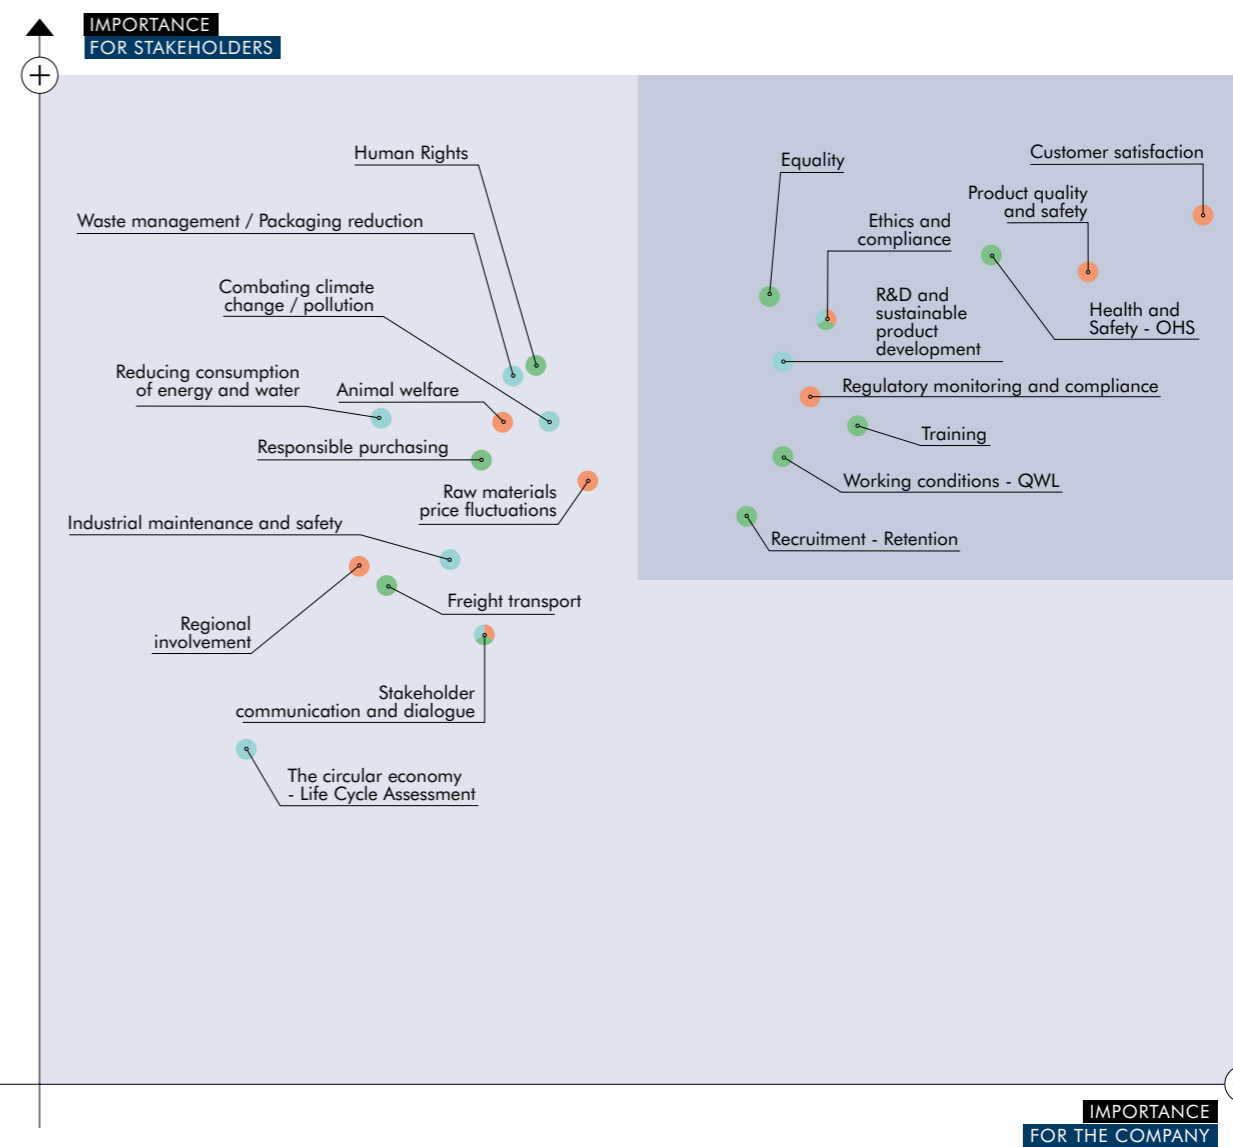 IMPORTANCE
FOR STAKEHOLDERS
+
Human Rights
Equality
Customer satisfaction
Waste management / Packaging reduction
Product quality
and safety
Ethics and
compliance
Combating climate
change / pollution
R&D and
sustainable
product
development
Health and
Safety - OHS
Reducing consumption
of energy and water
Animal welfare
Regulatory monitoring and compliance
Responsible purchasing
Training
Raw materials
price fluctuations
Working conditions - QWL
Industrial maintenance and safety
Recruitment - Retention
Freight transport
Regional
involvement
Stakeholder
communication and dialogue
The circular economy
- Life Cycle Assessment
IMPORTANCE
FOR THE COMPANY